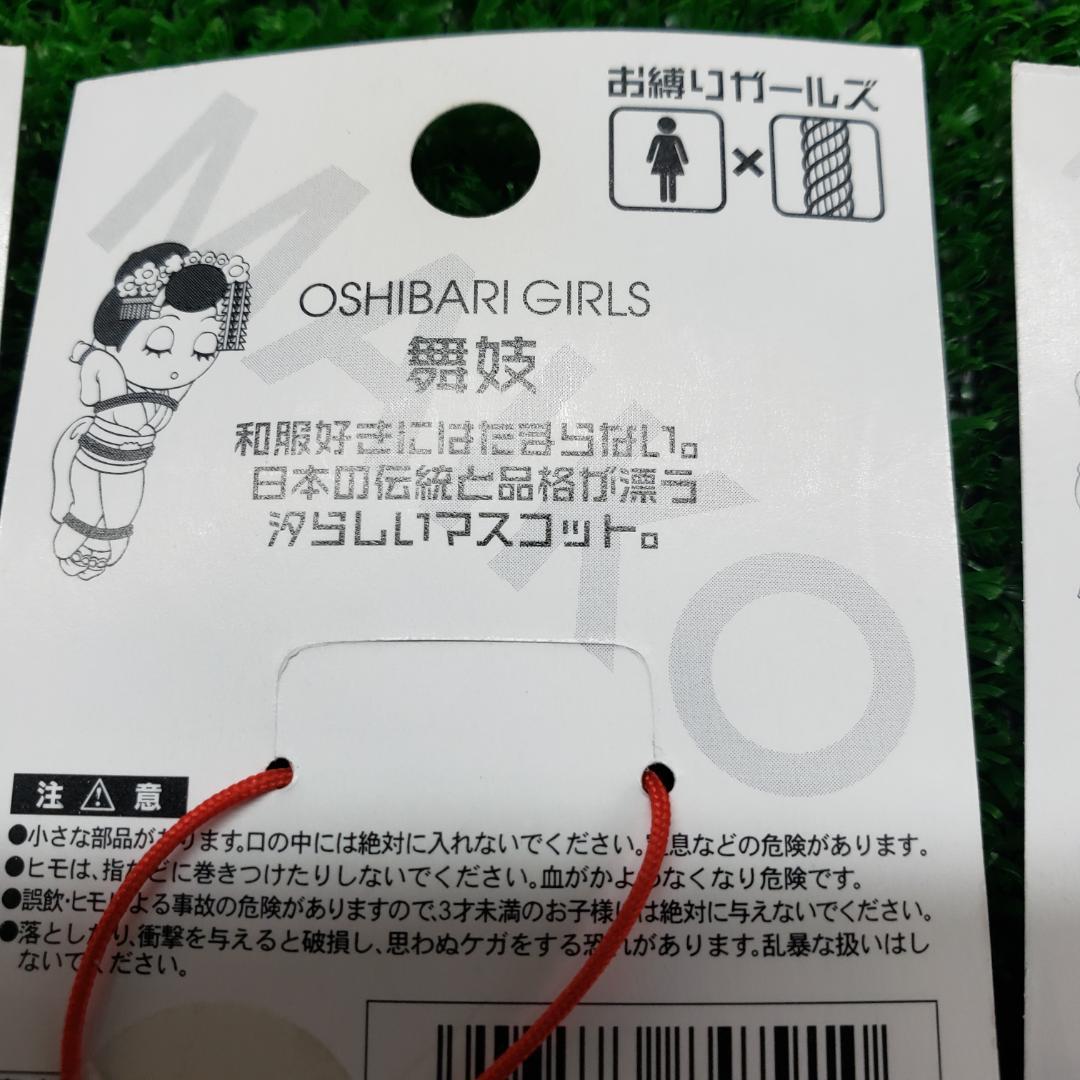 お縛りガールズ
×
MAIKO
OSHIBARI GIRLS
舞妓
和服好きにはたまらない。
日本の伝統と品格が漂う
汐らしいマスコット。
注 意
●小さな部品が ります。口の中には絶対に入れないでください。 息などの危険があります。
●ヒモは、指 どに巻きつけたりしないでください。血がかよ なくなり危険です。
●誤飲・ヒモ よる事故の危険がありますので、3才未満のお子様 は絶対に与えないでください。
●落とし り、衝撃を与えると破損し、思わぬケガをする恐 があります。乱暴な扱いはし
ないで ださい。